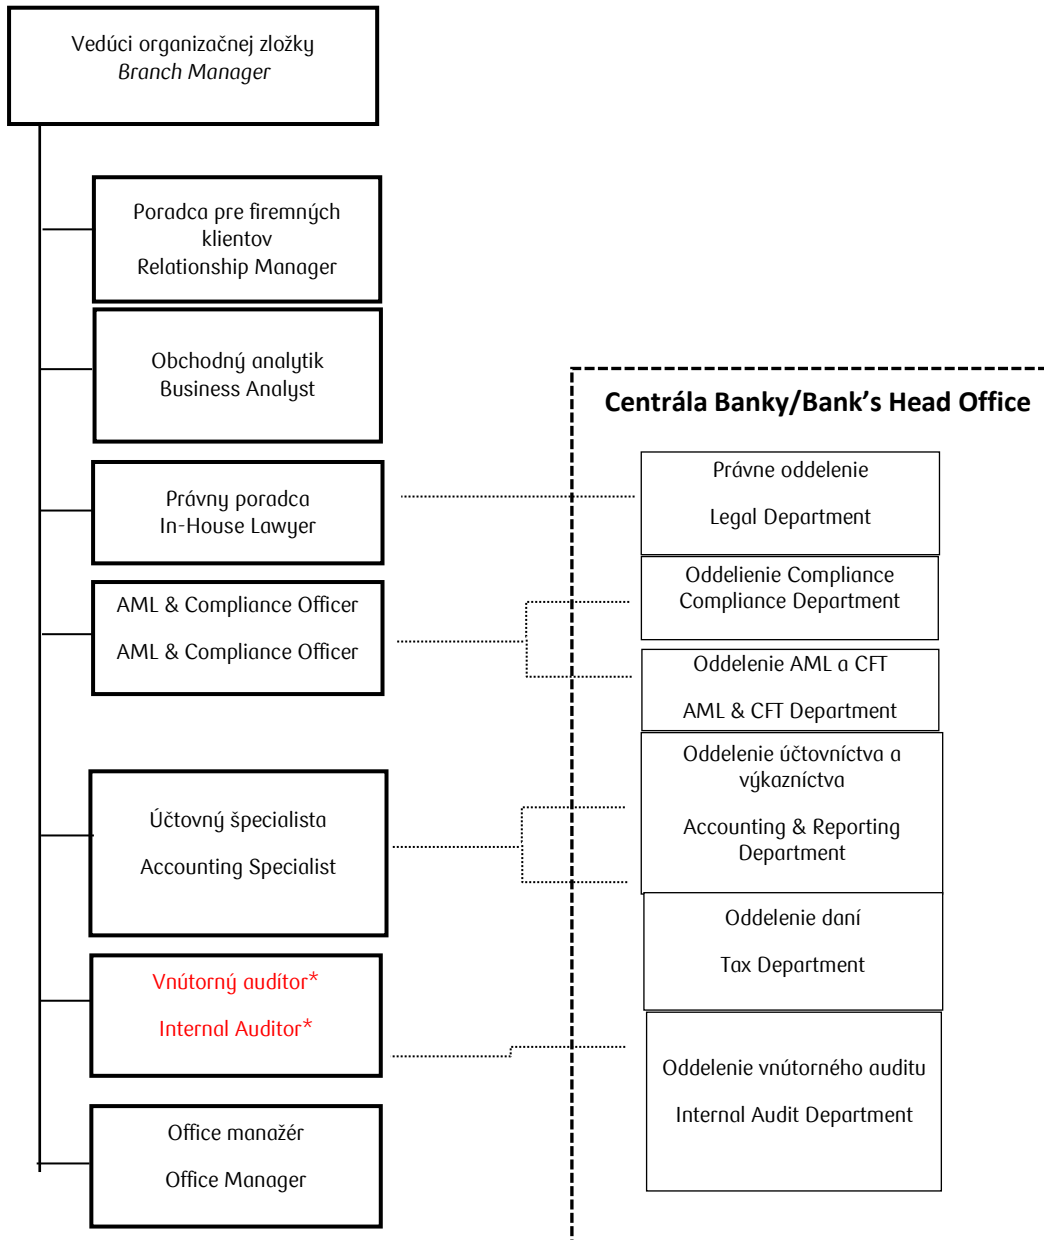 Vedúci organizačnej zložky
Branch Manager
Poradca pre firemných
klientov
Relationship Manager
Obchodný analytik
Business Analyst
Právny poradca
In-House Lawyer
AML & Compliance Officer
AML & Compliance Officer
Účtovný špecialista
Accounting Specialist
Vnútorný audítor*
Internal Auditor*
Office manažér
Office Manager
Centrála Banky/Bank’s Head Office
Právne oddelenie
Legal Department
Oddelienie Compliance
Compliance Department
Oddelenie AML a CFT
AML & CFT Department
Oddelenie účtovníctva a
výkazníctva
Accounting & Reporting
Department
Oddelenie daní
Tax Department
Oddelenie vnútorného auditu
Internal Audit Department